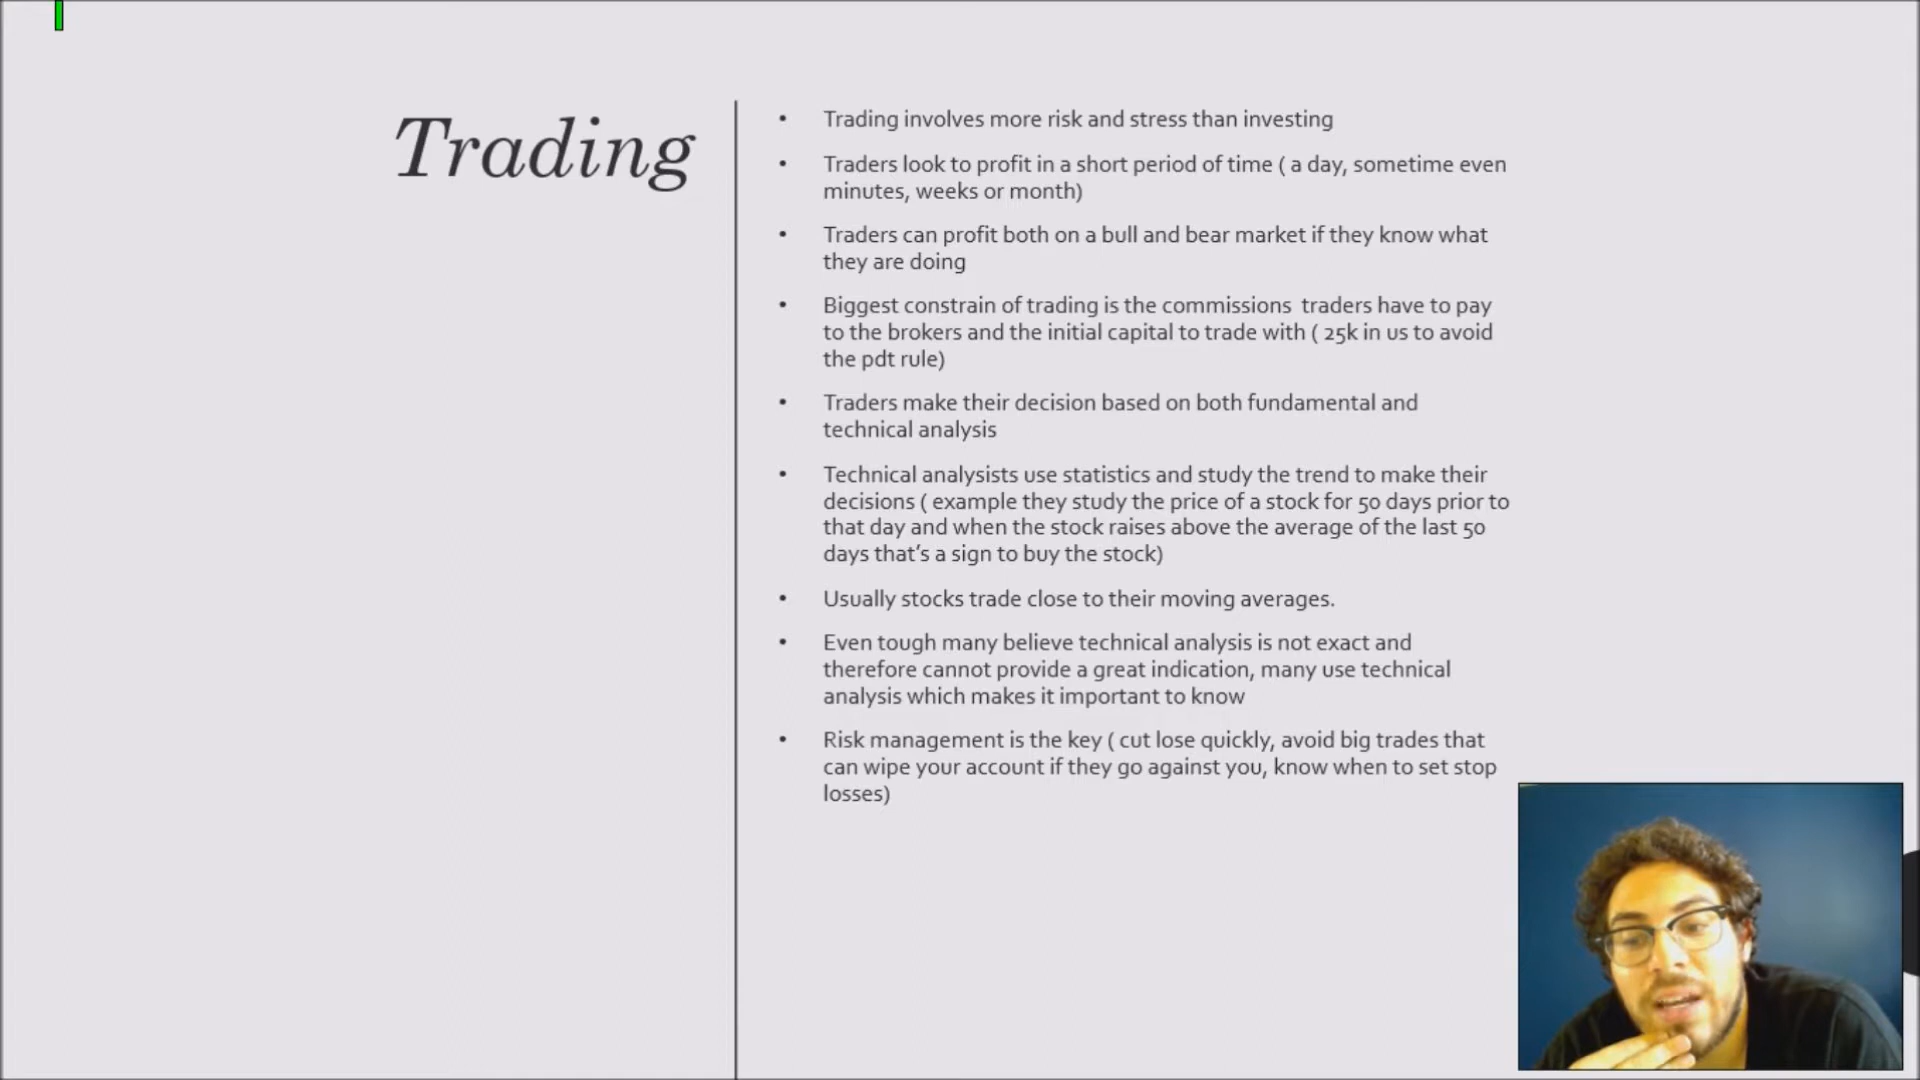 Trading
• Trading involves more risk and stress than investing
• Traders look to profit in a short period of time ( a day, sometime even
minutes, weeks or month)
• Traders can profit both on a bull and bear market if they know what
they are doing
• Biggest constrain of trading is the commissions  traders have to pay
to the brokers and the initial capital to trade with ( 25k in us to avoid
the pdt rule)
• Traders make their decision based on both fundamental and
technical analysis
• Technical analysists use statistics and study the trend to make their
decisions ( example they study the price of a stock for 50 days prior to
that day and when the stock raises above the average of the last 50
days that’s a sign to buy the stock)
• Usually stocks trade close to their moving averages.
• Even tough many believe technical analysis is not exact and
therefore cannot provide a great indication, many use technical
analysis which makes it important to know
• Risk management is the key ( cut lose quickly, avoid big trades that
can wipe your account if they go against you, know when to set stop
losses)